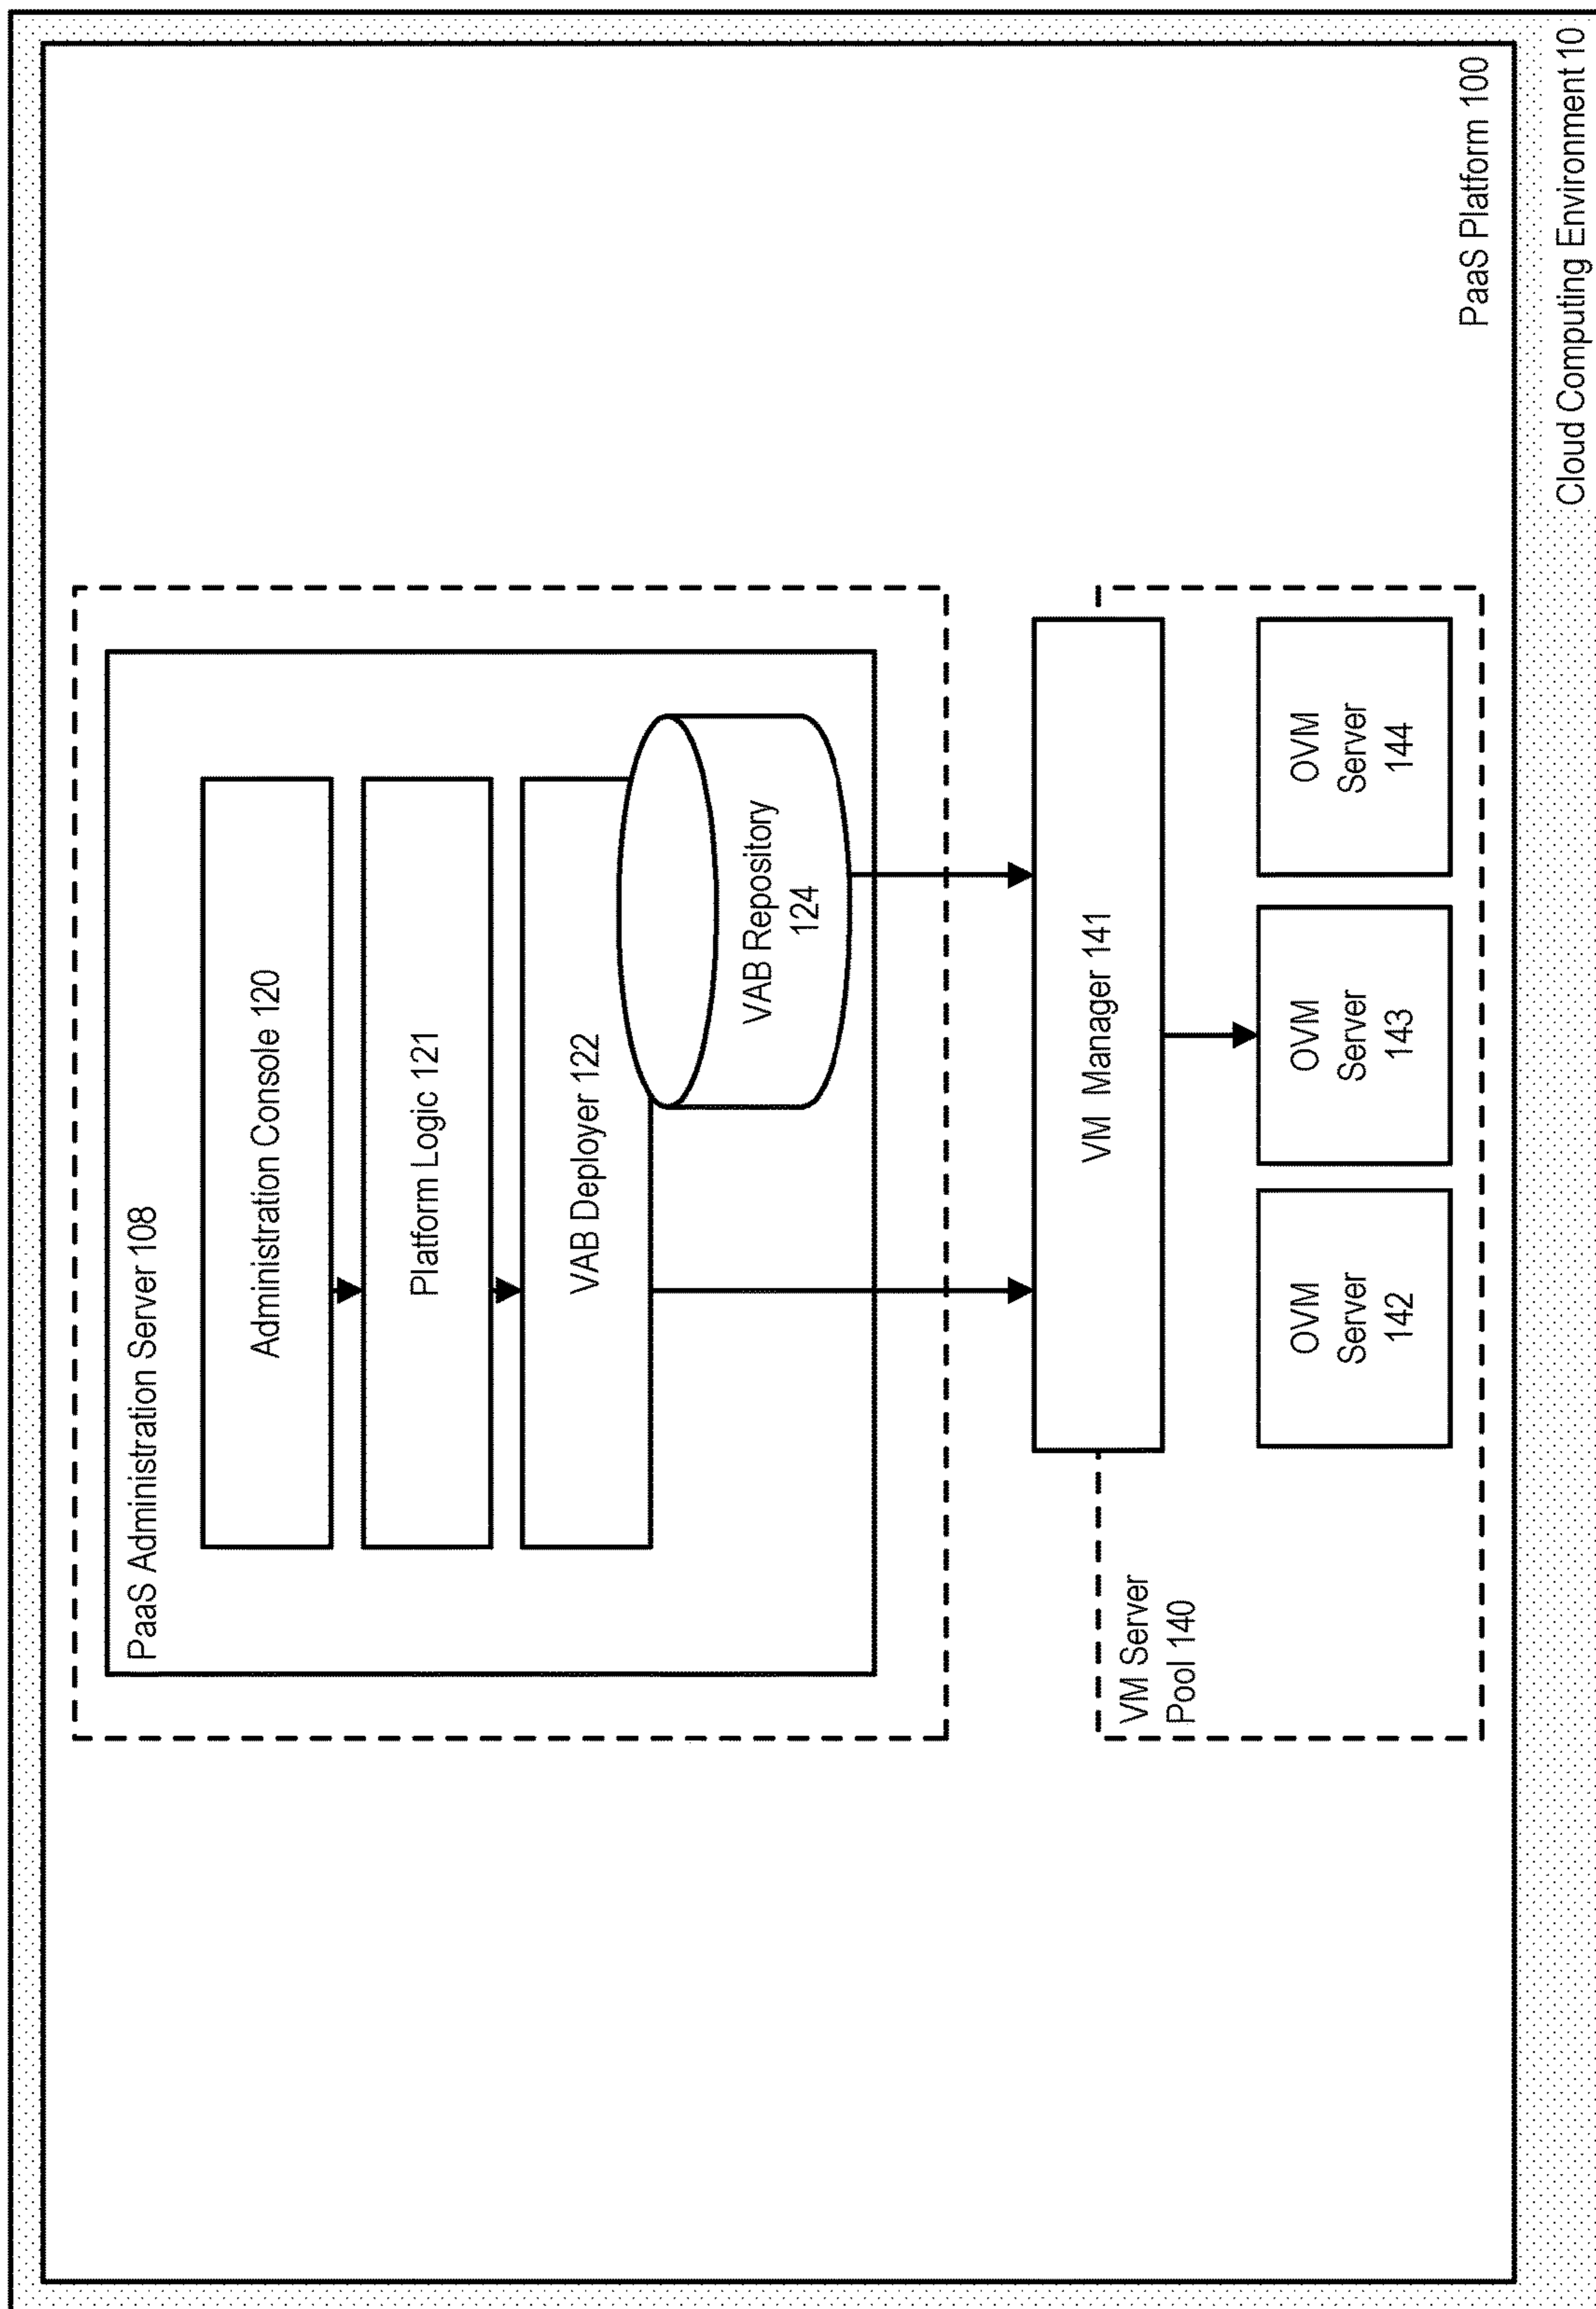 PaaS Administration Server 108
Administration Console 120
Platform Logic 121
VAB Deployer 122
VAB Repository
124
VM Manager 141
VM Server
Pool 140
OVM
Server
142
OVM
Server
143
OVM
Server
144
PaaS Platform 100
Cloud Computing Environment 10